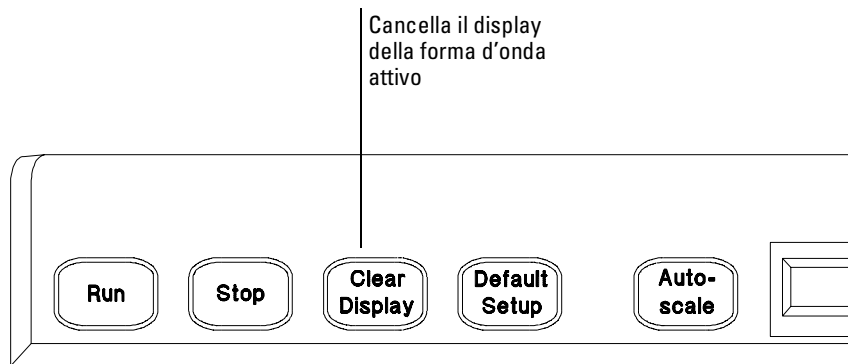 Cancella il display
della forma d'onda
attivo
Run
Stop
Clear
Display
Default
Setup
Auto-
scale